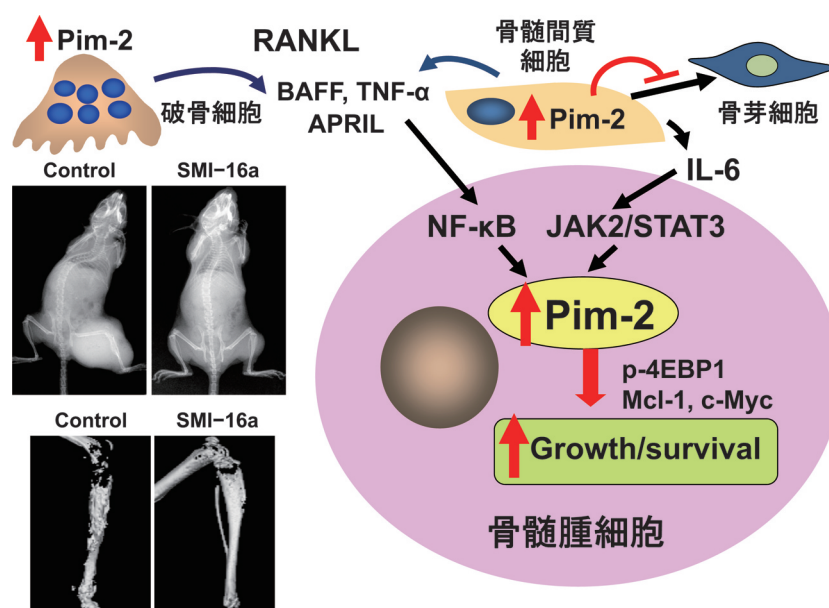 Pim-2
破骨細胞
RANKL
BAFF, TNF-α
APRIL
骨髄間質
細胞
Pim-2
骨芽細胞
IL-6
Control
SMI−16a
Control
SMI−16a
NF-κB
JAK2/STAT3
Pim-2
p-4EBP1
Mcl-1, c-Myc
Growth/survival
骨髄腫細胞